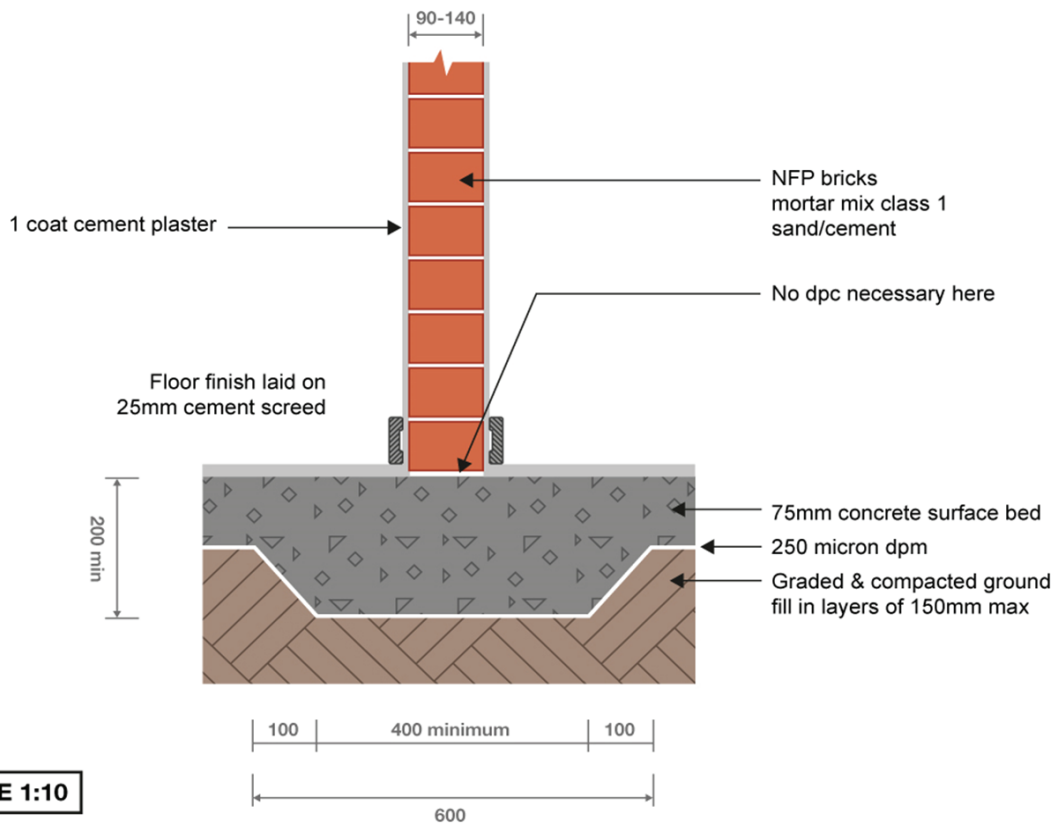 90-140
NFP bricks
mortar mix class 1
sand/cement
1 coat cement plaster
No dpc necessary here
Floor finish laid on
25mm cement screed
200 min
75mm concrete surface bed
250 micron dpm
Graded & compacted ground
fill in layers of 150mm max
100
400 minimum
100
E 1:10
600